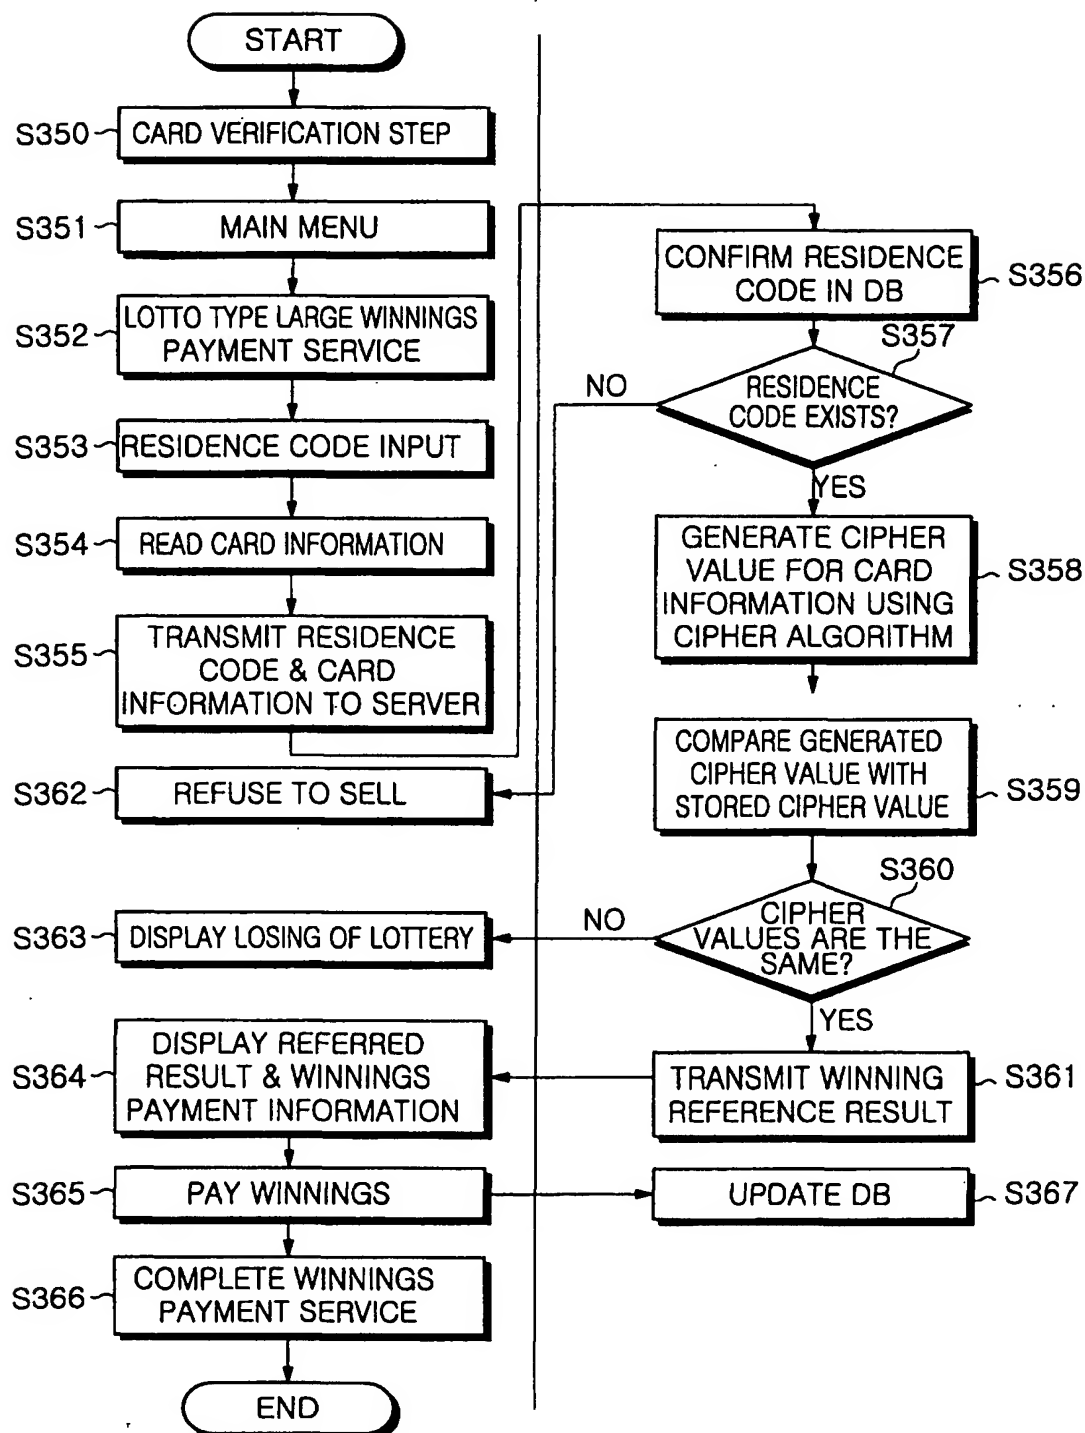 START
S350
CARD VERIFICATION STEP
S351
MAIN MENU
S352
LOTTO TYPE LARGE WINNINGS
PAYMENT SERVICE
S353
RESIDENCE CODE INPUT
S354
READ CARD INFORMATION
S355
TRANSMIT RESIDENCE
CODE & CARD
INFORMATION TO SERVER
S362
REFUSE TO SELL
S363
DISPLAY LOSING OF LOTTERY
S364
DISPLAY REFERRED
RESULT & WINNINGS
PAYMENT INFORMATION
S365
PAY WINNINGS
S366
COMPLETE WINNINGS
PAYMENT SERVICE
END
CONFIRM RESIDENCE
CODE IN DB
S356
S357
RESIDENCE
CODE EXISTS?
NO
YES
GENERATE CIPHER
VALUE FOR CARD
INFORMATION USING
CIPHER ALGORITHM
S358
COMPARE GENERATED
CIPHER VALUE WITH
STORED CIPHER VALUE
S359
S360
CIPHER
VALUES ARE THE
SAME?
NO
YES
TRANSMIT WINNING
REFERENCE RESULT
S361
UPDATE DB
S367